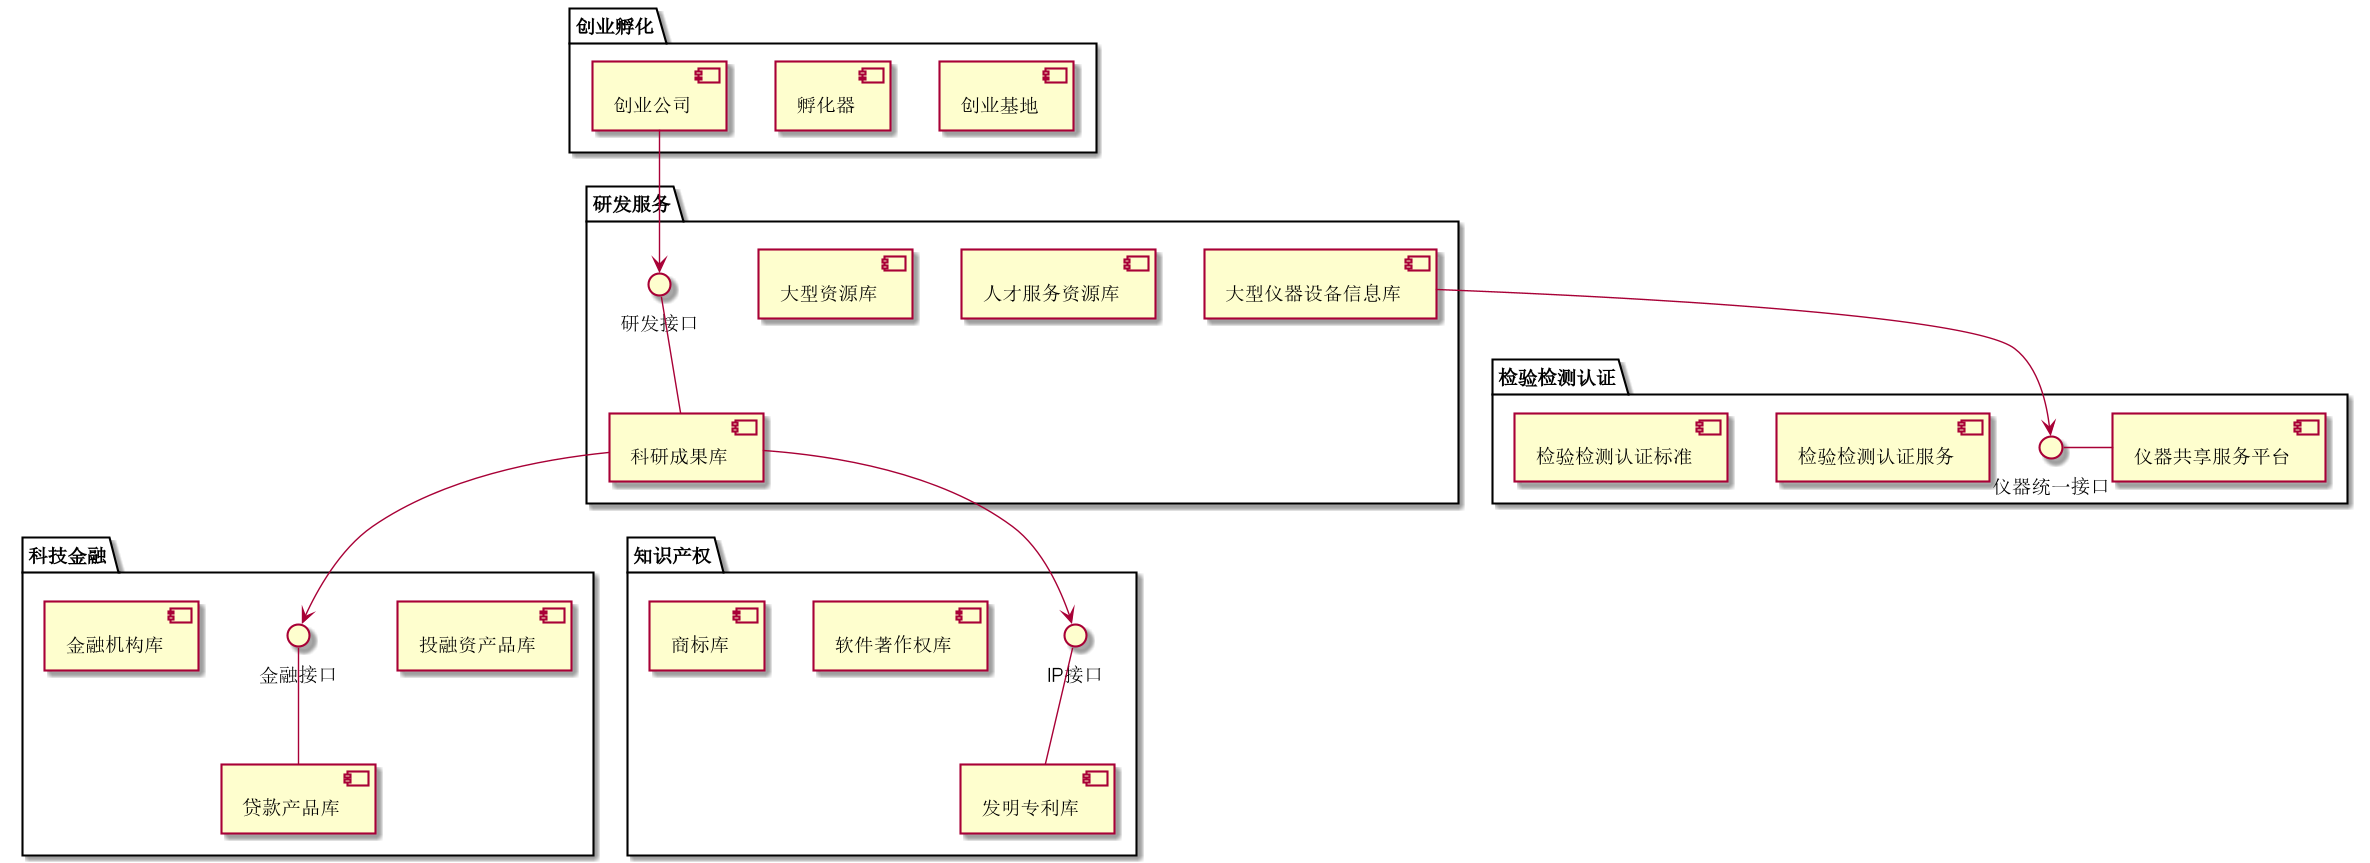 创业孵化
创业公司
孵化器
创业基地
研发服务
大型资源库
人才服务资源库
大型仪器设备信息库
研发接口
检验检测认证
科研成果库
检验检测认证标准
检验检测认证服务
仪器共享服务平台
仪器统一接口
科技金融
知识产权
金融机构库
投融资产品库
商标库
软件著作权库
金融接口
IP接口
贷款产品库
发明专利库